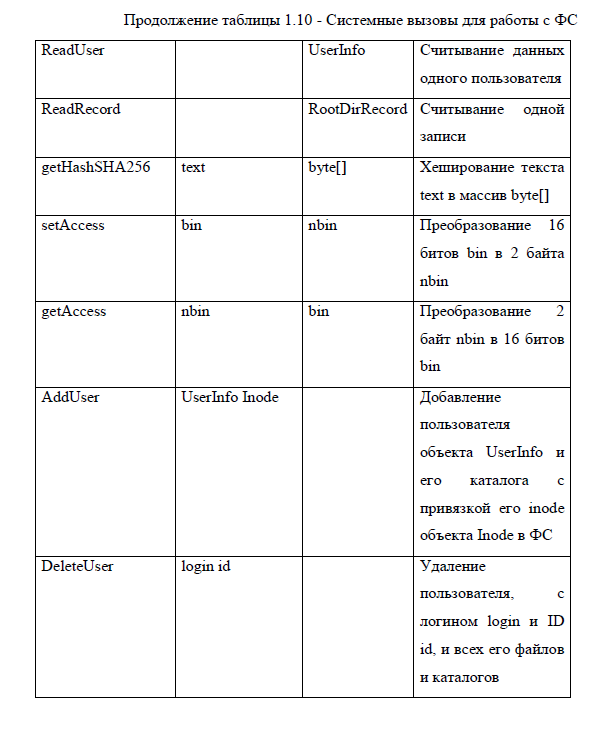 Продолжение таблицы 1.10 - Системные вызовы для работы с ФС
ReadUser UserInfo Считывание данных
одного пользователя
ReadRecord RootDirRecord Считывание одной
записи
getHashSHA256 text byte[] Хеширование текста
text в массив byte[]
setAccess bin nbin Преобразование 16
битов bin в 2 байта
nbin
getAccess nbin bin Преобразование 2
байт nbin в 16 битов
bin
AddUser UserInfo Inode Добавление
пользователя
объекта UserInfo и
его каталога с
привязкой его inode
объекта Inode в ФС
DeleteUser login id Удаление
пользователя, с
логином login и ID
id, и всех его файлов
и каталогов